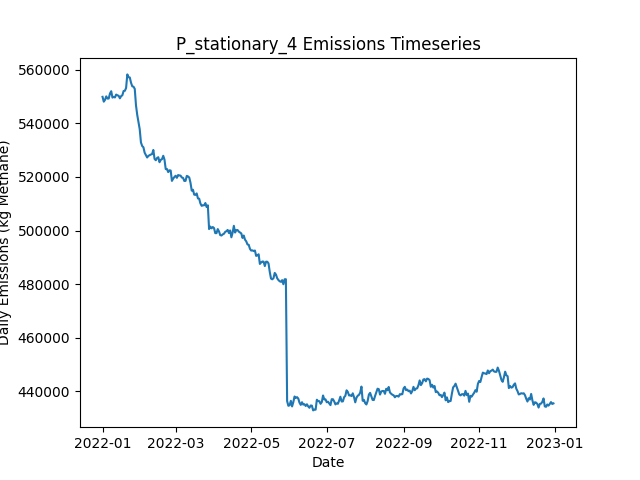 P_stationary_4 Emissions Timeseries
Daily Emissions (kg Methane)
560000
540000
520000
500000
480000
460000
440000
2022-01 2022-03 2022-05 2022-07 2022-09 2022-11 2023-01
Date